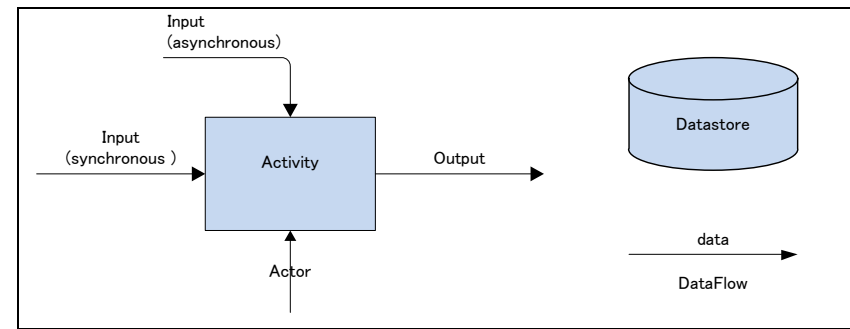 Input
(asynchronous)
Input
(synchronous )
Activity
Output
Actor
Datastore
data
DataFlow